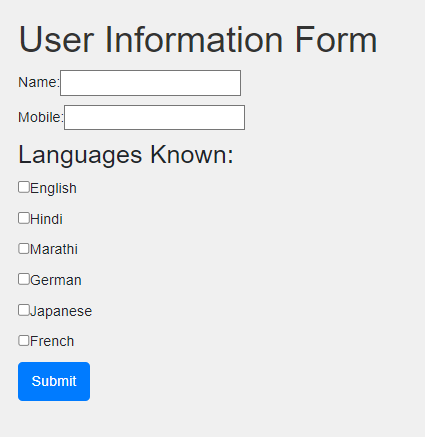 User Information Form
Name:
Mobile:
Languages Known:
English
Hindi
Marathi
German
Japanese
French
Submit